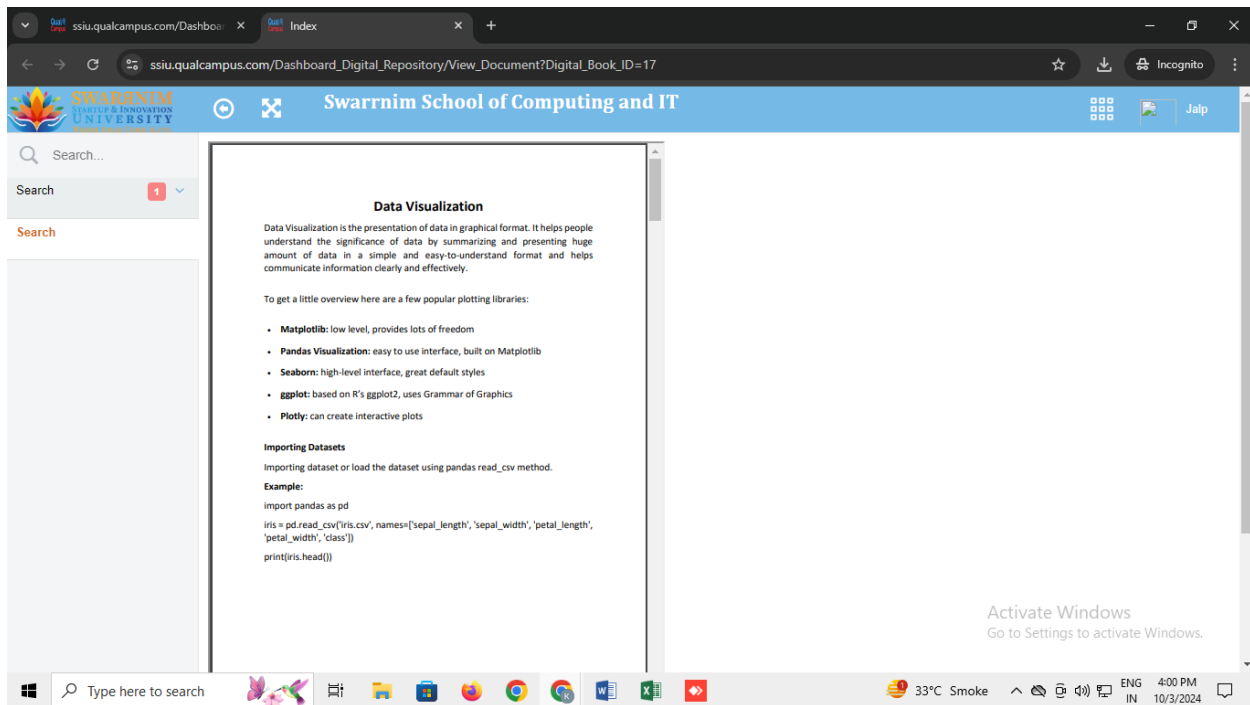 ssiu.qualcampus.com/Dashboa
Index
ssiu.qualcampus.com/Dashboard_Digital_Repository/View_Document?Digital_Book_ID=17
Incognito
SWARRNIM
STARTUP & INNOVATION
UNIVERSITY
Swarrnim School of Computing and IT
Jalp
Search...
Search
1
Search
Data Visualization
Data Visualization is the presentation of data in graphical format. It helps people
understand the significance of data by summarizing and presenting huge
amount of data in a simple and easy-to-understand format and helps
communicate information clearly and effectively.
To get a little overview here are a few popular plotting libraries:
• Matplotlib: low level, provides lots of freedom
• Pandas Visualization: easy to use interface, built on Matplotlib
• Seaborn: high-level interface, great default styles
• ggplot: based on R's ggplot2, uses Grammar of Graphics
• Plotly: can create interactive plots
Importing Datasets
Importing dataset or load the dataset using pandas read_csv method.
Example:
import pandas as pd
iris = pd.read_csv('iris.csv', names=['sepal_length', 'sepal_width', 'petal_length',
'petal_width', 'class'])
print(iris.head())
Activate Windows
Go to Settings to activate Windows.
Type here to search
33°C Smoke
ENG
IN
4:00 PM
10/3/2024